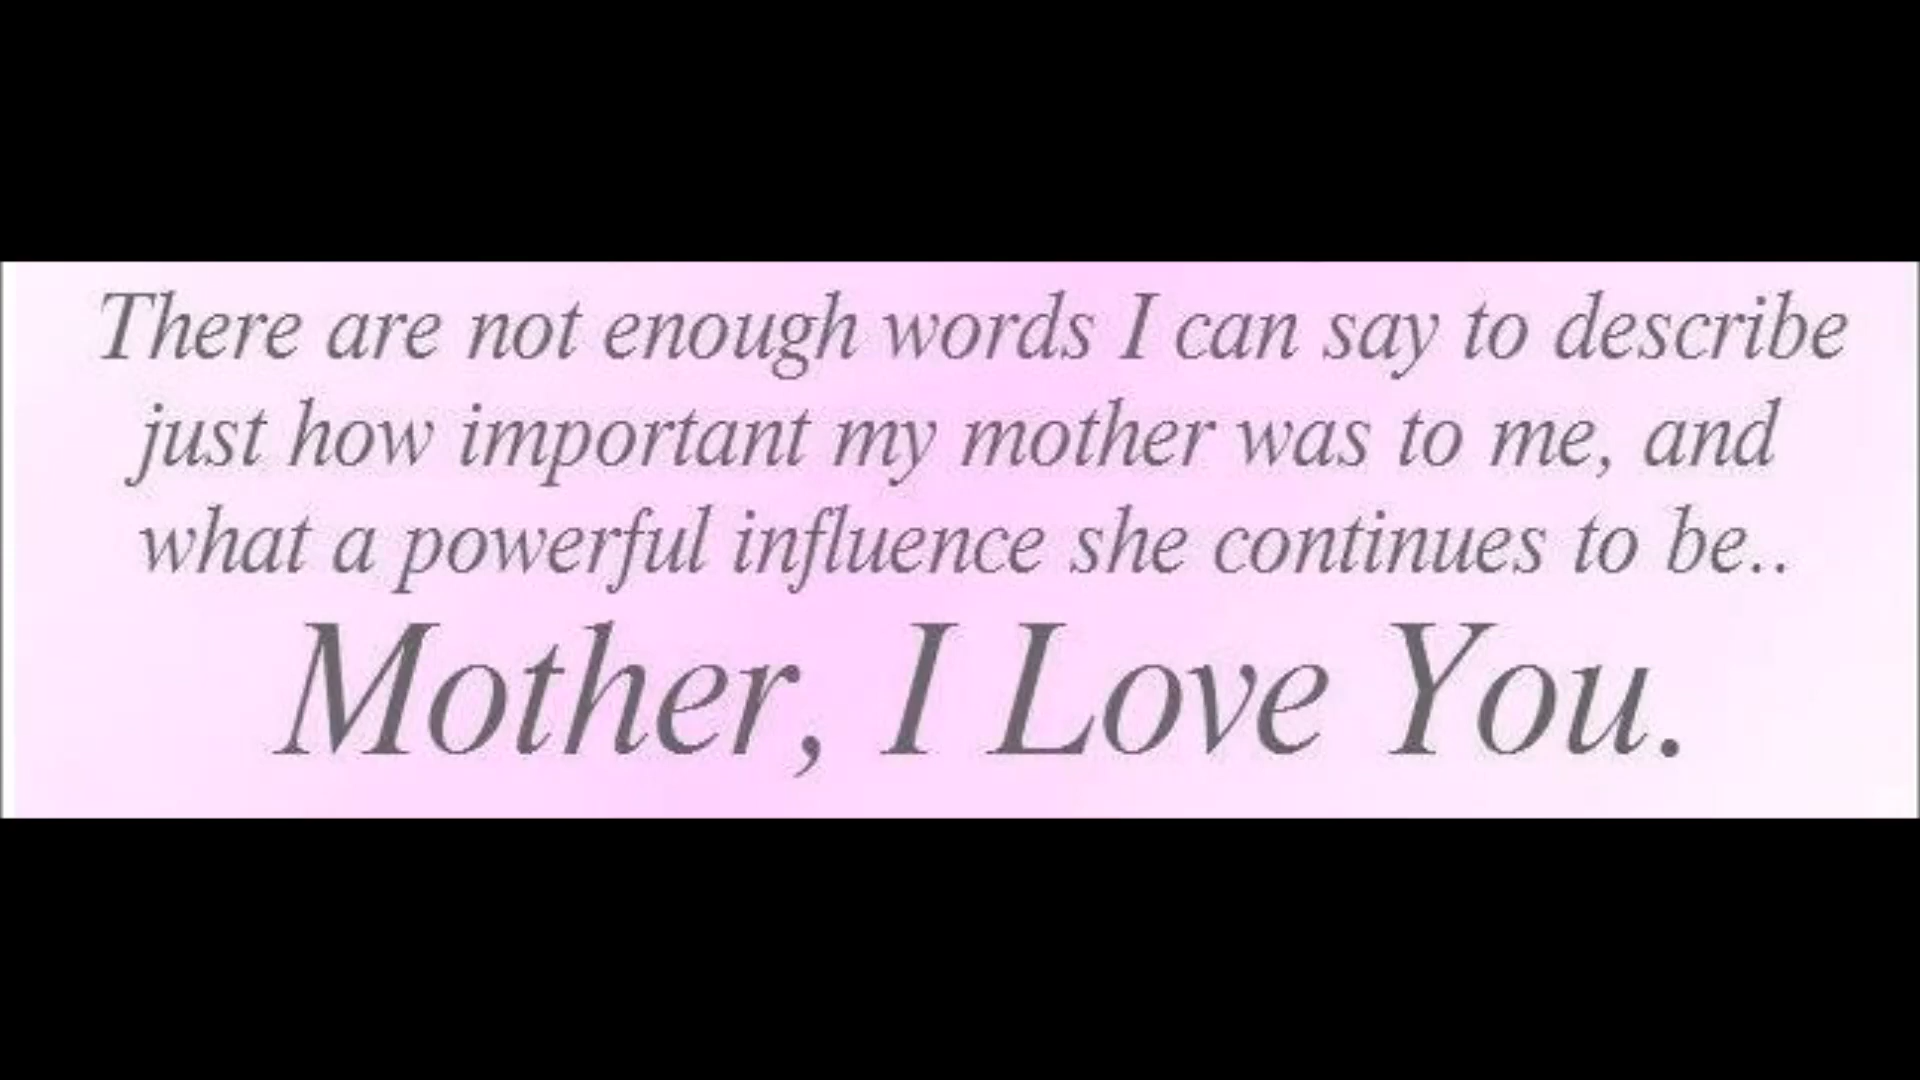 There are not enough words I can say to describe
just how important my mother was to me, and
what a powerful influence she continues to be..
Mother, I Love You.